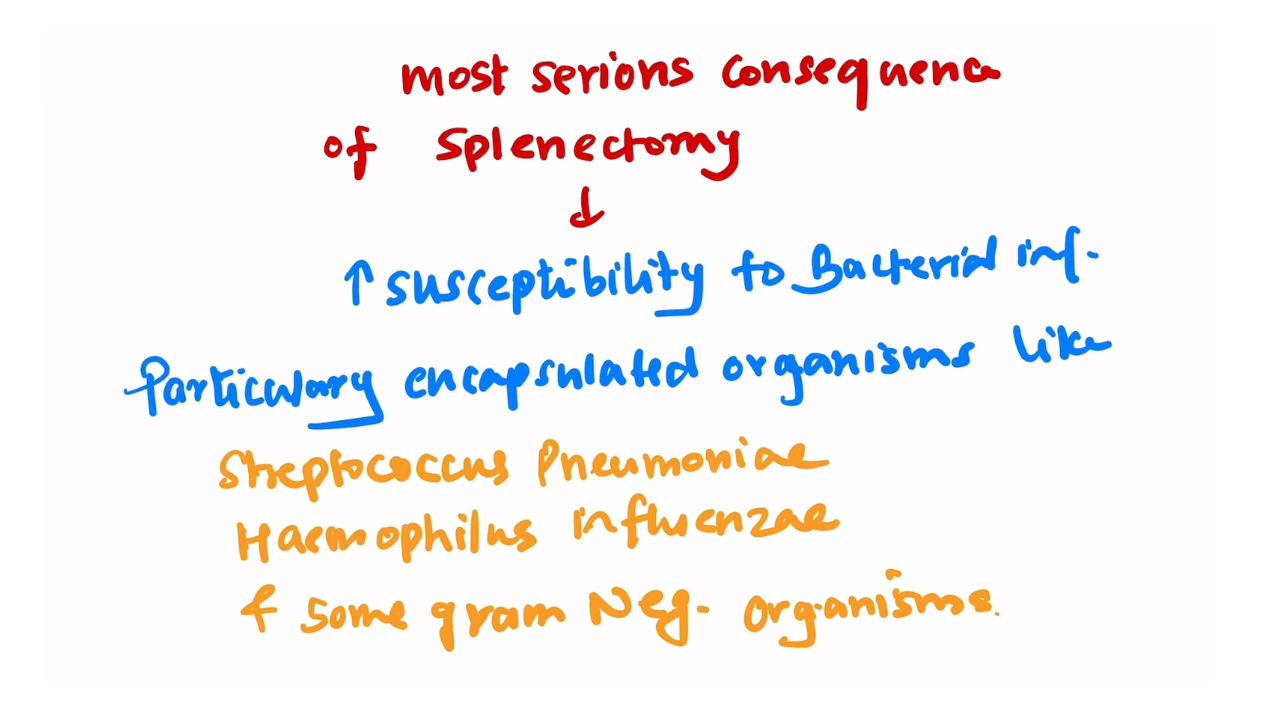 most serious consequence
of splenectomy
↓
↑ susceptibility to Bacterial inf.
Particulary encapsulated organisms like
Streptococcus Pneumoniae
Haemophilus influenzae
& some gram Neg. organisms.